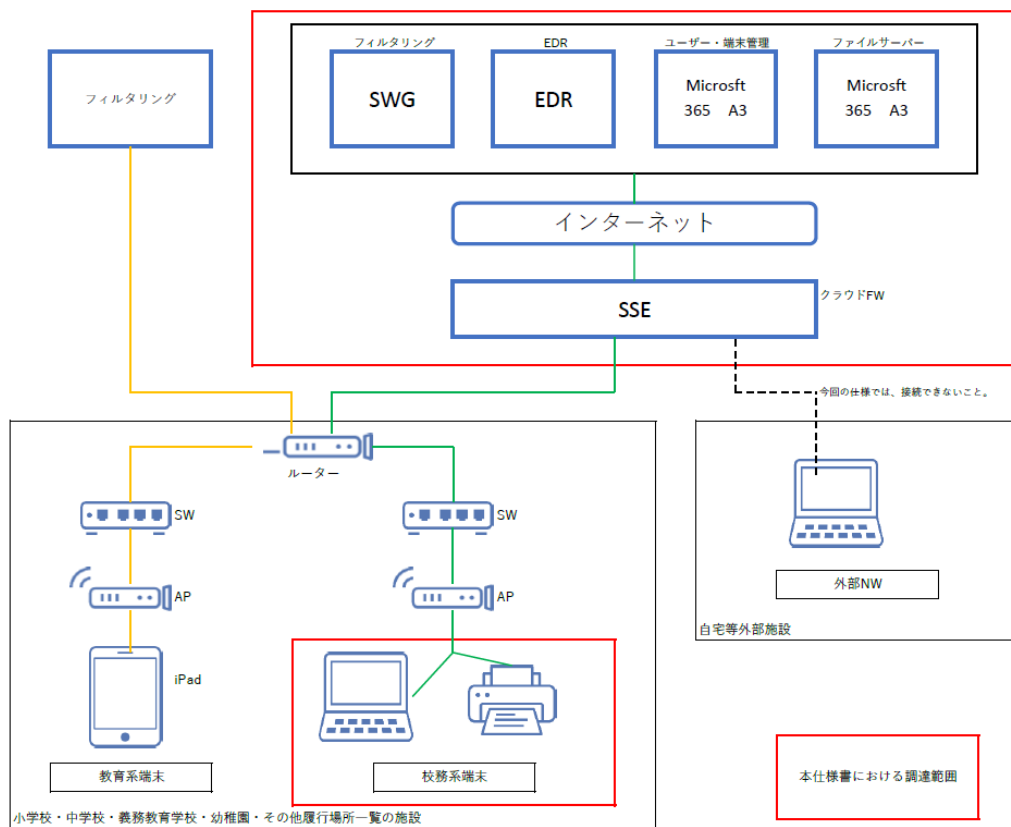 フィルタリング
フィルタリング
SWG
EDR
EDR
ユーザー・端末管理
Microsft
365 A3
ファイルサーバー
Microsft
365 A3
インターネット
SSE
クラウドFW
今回の仕様では、接続できないこと。
ルーター
SW
SW
AP
AP
iPad
教育系端末
校務系端末
小学校・中学校・義務教育学校・幼稚園・その他履行場所一覧の施設
外部NW
自宅等外部施設
本仕様書における調達範囲